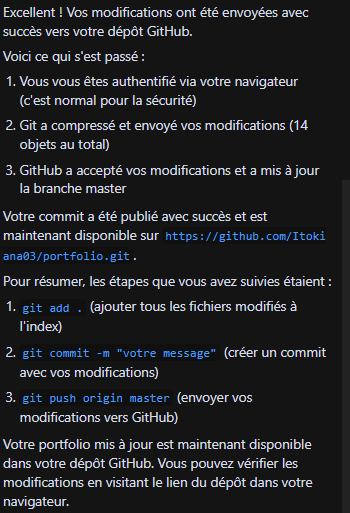 Excellent ! Vos modifications ont été envoyées avec
succès vers votre dépôt GitHub.
Voici ce qui s'est passé :
1. Vous vous êtes authentifié via votre navigateur
(c'est normal pour la sécurité)
2. Git a compressé et envoyé vos modifications (14
objets au total)
3. GitHub a accepté vos modifications et a mis à jour
la branche master
Votre commit a été publié avec succès et est
maintenant disponible sur https://github.com/Itoki
ana03/portfolio.git .
Pour résumer, les étapes que vous avez suivies étaient :
1. git add . (ajouter tous les fichiers modifiés à
l'index)
2. git commit -m "votre message" (créer un commit
avec vos modifications)
3. git push origin master (envoyer vos
modifications vers GitHub)
Votre portfolio mis à jour est maintenant disponible
dans votre dépôt GitHub. Vous pouvez vérifier les
modifications en visitant le lien du dépôt dans votre
navigateur.